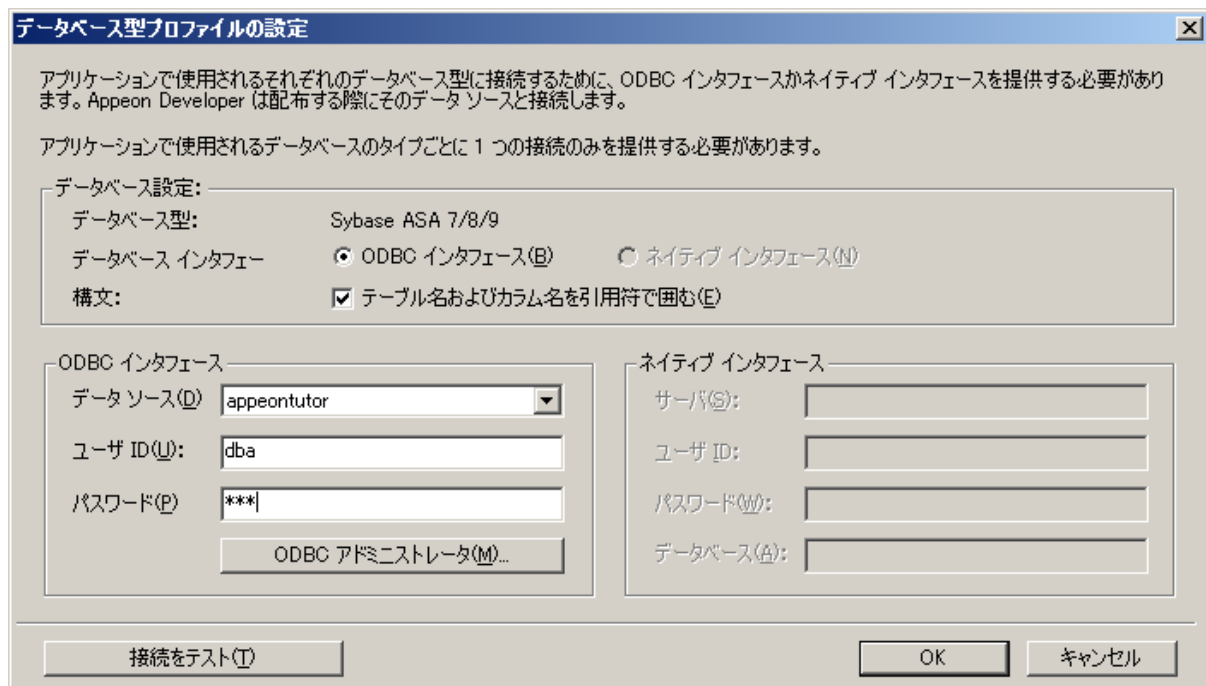 データベース型プロファイルの設定
アプリケーションで使用されるそれぞれのデータベース型に接続するために、ODBC インタフェースかネイティブ インタフェースを提供する必要があり
ます。Appeon Developer は配布する際にそのデータ ソースと接続します。
アプリケーションで使用されるデータベースのタイプごとに 1 つの接続のみを提供する必要があります。
データベース設定:
データベース型: Sybase ASA 7/8/9
データベース インタフェー ODBC インタフェース(B) ネイティブ インタフェース(N)
構文: テーブル名およびカラム名を引用符で囲む(E)
ODBC インタフェース
データ ソース(D) appeontutor
ユーザ ID(U): dba
パスワード(P) ***
ODBC アドミニストレータ(M)...
ネイティブ インタフェース
サーバ(S):
ユーザ ID:
パスワード(W):
データベース(A):
接続をテスト(T)
OK
キャンセル